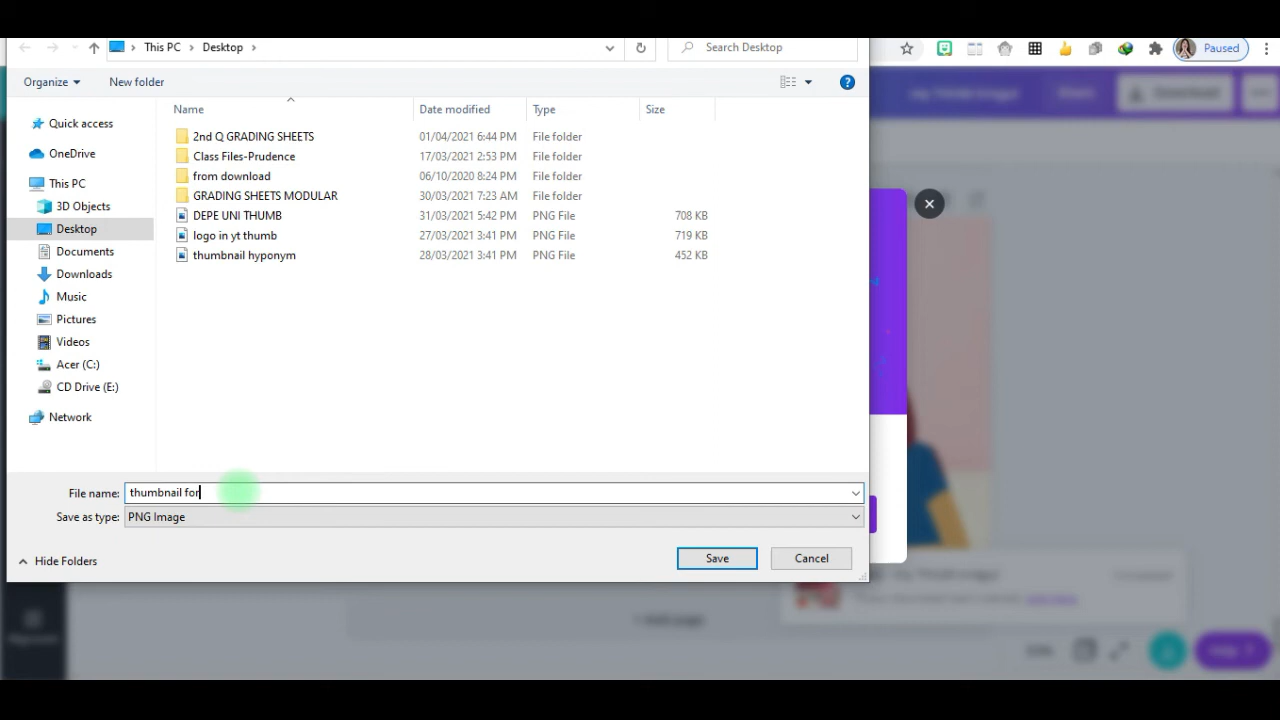 This PC > Desktop >
Search Desktop
Paused
Organize
New folder
Name Date modified Type Size
Quick access
OneDrive
This PC
3D Objects
Desktop
Documents
Downloads
Music
Pictures
Videos
Acer (C:)
CD Drive (E:)
Network
2nd Q GRADING SHEETS 01/04/2021 6:44 PM File folder
Class Files-Prudence 17/03/2021 2:53 PM File folder
from download 06/10/2020 8:24 PM File folder
GRADING SHEETS MODULAR 30/03/2021 7:23 AM File folder
DEPE UNI THUMB 31/03/2021 5:42 PM PNG File 708 KB
logo in yt thumb 27/03/2021 3:41 PM PNG File 719 KB
thumbnail hyponym 28/03/2021 3:41 PM PNG File 452 KB
File name: thumbnail for
Save as type: PNG Image
Hide Folders
Save
Cancel
Share
Download